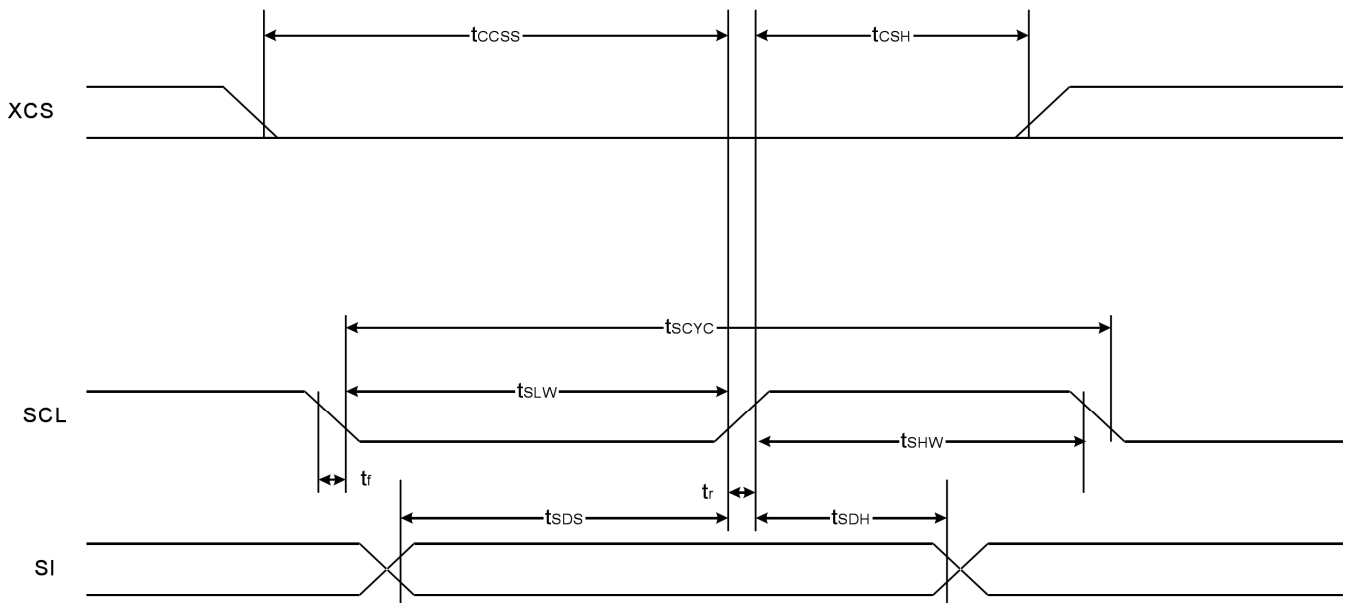 tCCSS
tCSH
XCS
tSCYC
tSLW
SCL
tSHW
tf
tr
tSDS
tSDH
SI